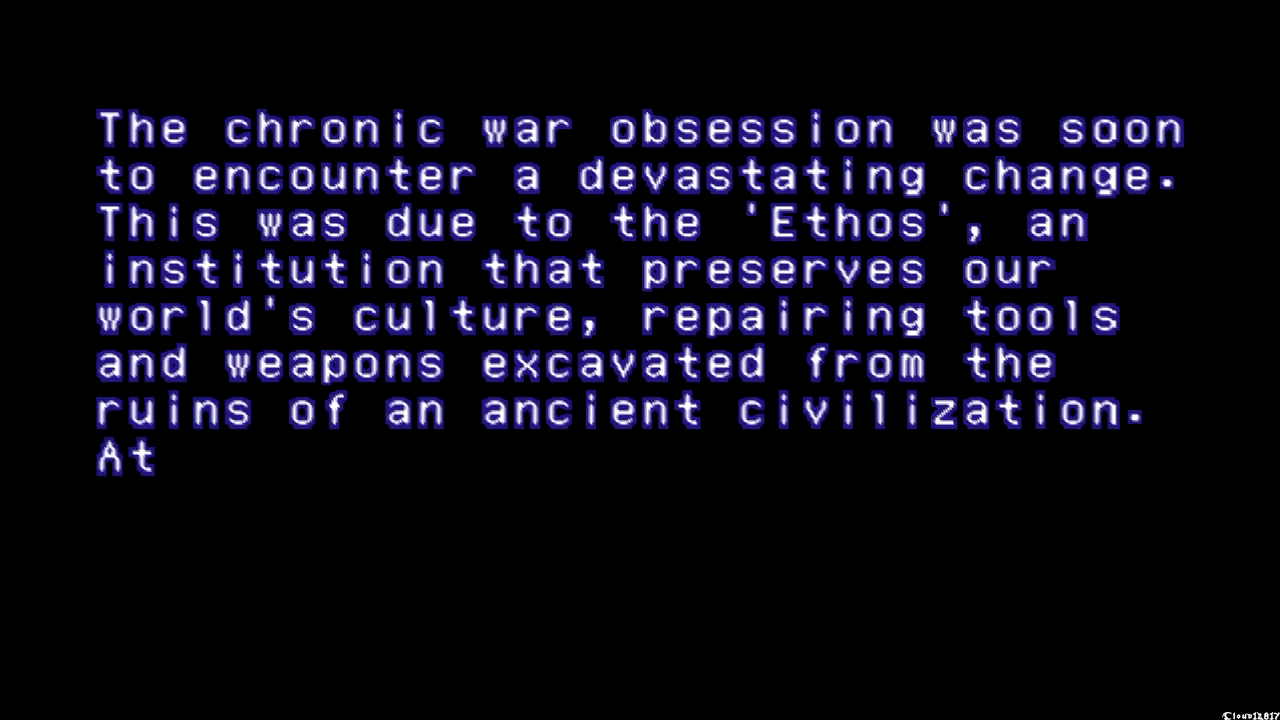 The chronic war obsession was soon
to encounter a devastating change.
This was due to the 'Ethos', an
institution that preserves our
world's culture, repairing tools
and weapons excavated from the
ruins of an ancient civilization.
At